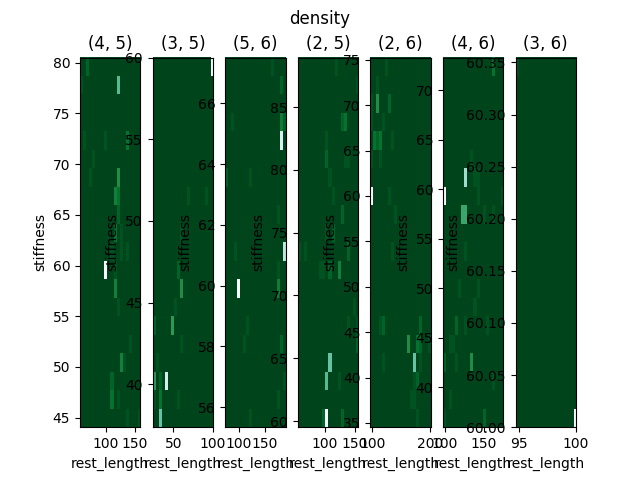 density
(4, 5) (3, 5) (5, 6) (2, 5) (2, 6) (4, 6) (3, 6)
80 75 70 65 60 55 50 45
stiffness
100 150
rest_length
60 55 50 45 40
stiffness
50 100
rest_length
66 64 62 60 58 56
stiffness
100 150
rest_length
85 80 75 70 65 60
stiffness
100 150
rest_length
75 70 65 60 55 50 45 40 35
stiffness
100 200
rest_length
70 65 60 55 50 45 40
stiffness
100 150
rest_length
60.35 60.30 60.25 60.20 60.15 60.10 60.05 60.00
stiffness
95 100
rest_length